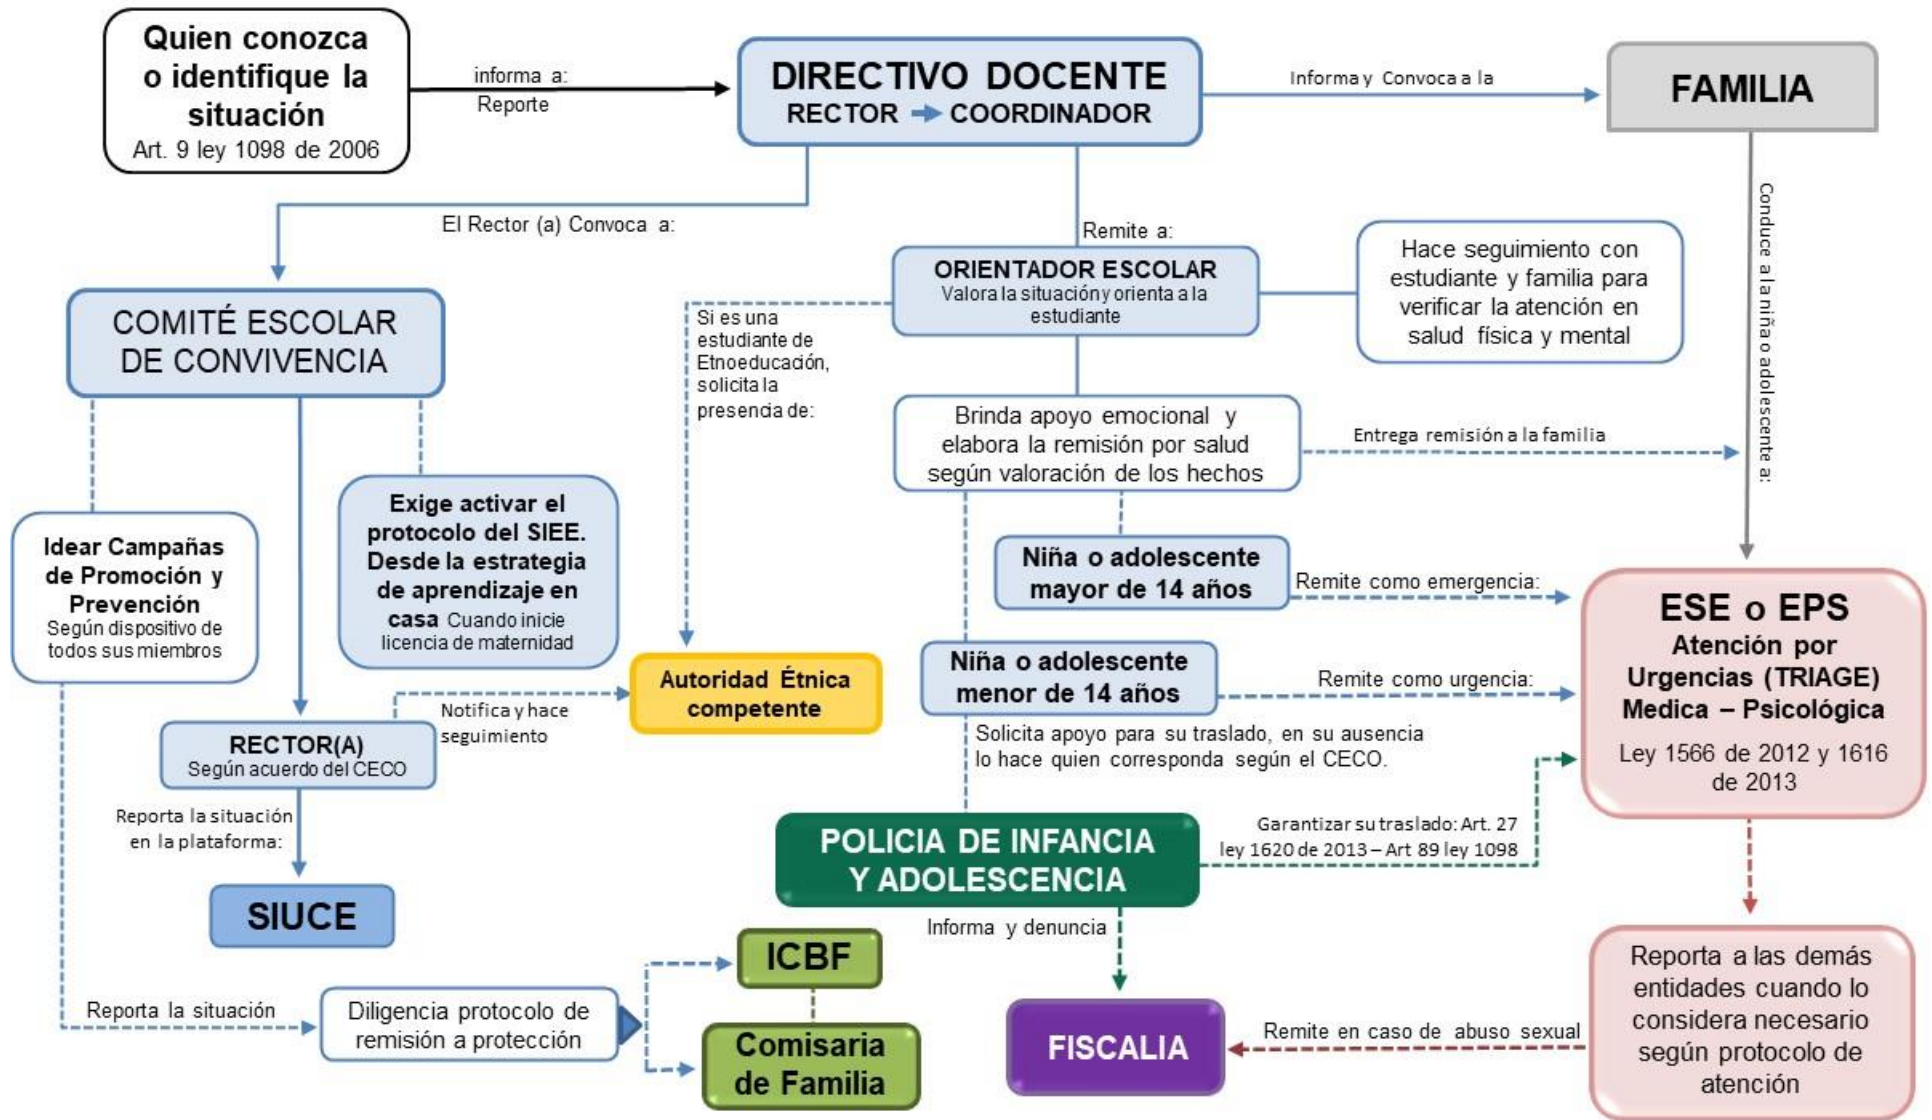 Quien conozca
o identifique la
situación
Art. 9 ley 1098 de 2006
informa a:
Reporte
DIRECTIVO DOCENTE
RECTOR COORDINADOR
Informa y Convoca a la
FAMILIA
El Rector (a) Convoca a:
Remite a:
Conduce a la niña o adolescente a:
COMITÉ ESCOLAR
DE CONVIVENCIA
ORIENTADOR ESCOLAR
Valora la situación y orienta a la
estudiante
Hace seguimiento con
estudiante y familia para
verificar la atención en
salud física y mental
Si es una
estudiante de
Etnoeducación,
solicita la
presencia de:
Brinda apoyo emocional y
elabora la remisión por salud
según valoración de los hechos
Entrega remisión a la familia
Idear Campañas
de Promoción y
Prevención
Según dispositivo de
todos sus miembros
Exige activar el
protocolo del SIEE.
Desde la estrategia
de aprendizaje en
casa Cuando inicie
licencia de maternidad
Niña o adolescente
mayor de 14 años
Remite como emergencia:
Niña o adolescente
menor de 14 años
Remite como urgencia:
ESE o EPS
Atención por
Urgencias (TRIAGE)
Medica – Psicológica
Ley 1566 de 2012 y 1616
de 2013
Autoridad Étnica
competente
Notifica y hace
seguimiento
RECTOR(A)
Según acuerdo del CECO
Solicita apoyo para su traslado, en su ausencia
lo hace quien corresponda según el CECO.
Reporta la situación
en la plataforma:
SIUCE
POLICIA DE INFANCIA
Y ADOLESCENCIA
Garantizar su traslado: Art. 27
ley 1620 de 2013 – Art 89 ley 1098
Informa y denuncia
Reporta la situación
Diligencia protocolo de
remisión a protección
ICBF
Comisaria
de Familia
FISCALIA
Remite en caso de abuso sexual
Reporta a las demás
entidades cuando lo
considera necesario
según protocolo de
atención